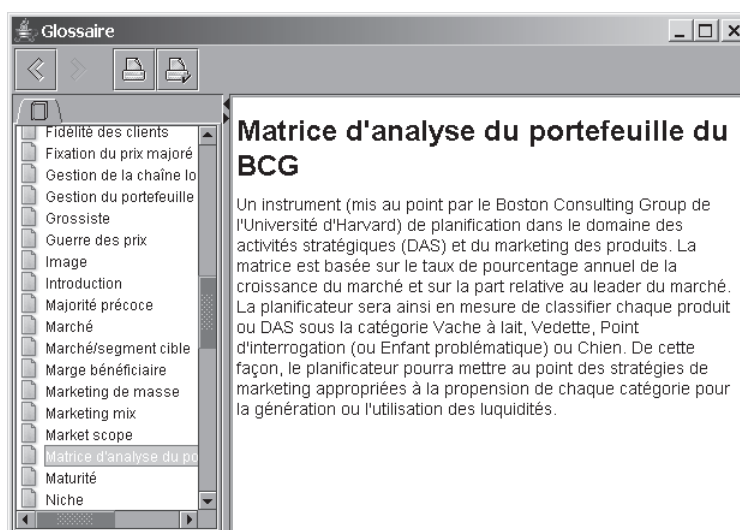 Glossaire
Fidélité des clients
Fixation du prix majoré
Gestion de la chaîne lo
Gestion du portefeuille
Grossiste
Guerre des prix
Image
Introduction
Majorité précoce
Marché
Marché/segment cible
Marge bénéficiaire
Marketing de masse
Marketing mix
Market scope
Matrice d'analyse du po
Maturité
Niche
Matrice d'analyse du portefeuille du
BCG
Un instrument (mis au point par le Boston Consulting Group de
l'Université d'Harvard) de planification dans le domaine des
activités stratégiques (DAS) et du marketing des produits. La
matrice est basée sur le taux de pourcentage annuel de la
croissance du marché et sur la part relative au leader du marché.
La planificateur sera ainsi en mesure de classifier chaque produit
ou DAS sous la catégorie Vache à lait, Vedette, Point
d'interrogation (ou Enfant problématique) ou Chien. De cette
façon, le planificateur pourra mettre au point des stratégies de
marketing appropriées à la propension de chaque catégorie pour
la génération ou l'utilisation des luquidités.